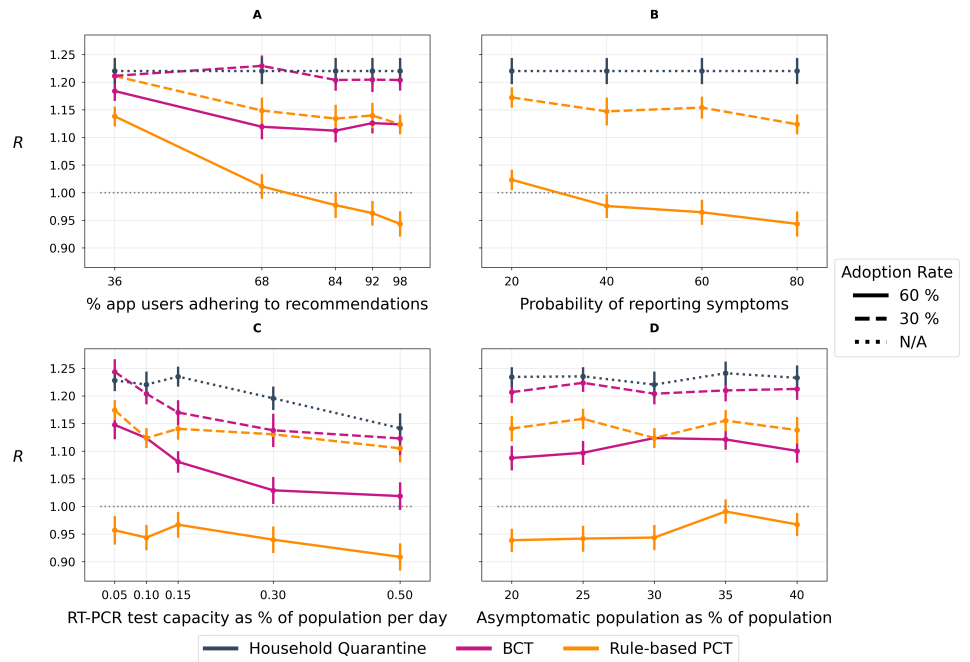 A
B
1.25
1.20
1.15
1.10
1.05
1.00
0.95
0.90
R
36 68 84 92 98
% app users adhering to recommendations
20 40 60 80
Probability of reporting symptoms
Adoption Rate
60 %
30 %
N/A
C
D
1.25
1.20
1.15
1.10
1.05
1.00
0.95
0.90
R
0.05 0.10 0.15 0.30 0.50
RT-PCR test capacity as % of population per day
20 25 30 35 40
Asymptomatic population as % of population
Household Quarantine BCT Rule-based PCT